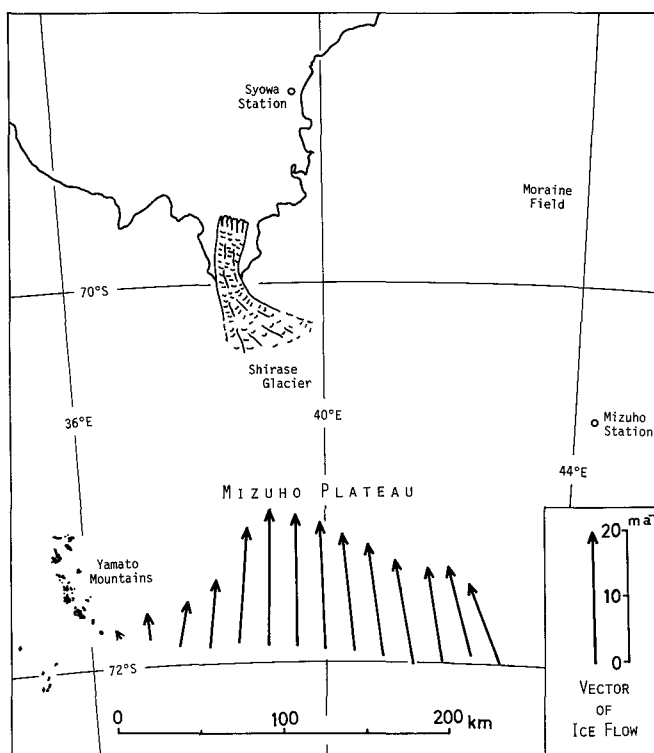 Syowa
Station
Moraine
Field
70°S
Shirase
Glacier
36°E
40°E
Mizuho
Station
44°E
MIZUHO PLATEAU
Yamato
Mountains
72°S
0 100 200 km
20 ma⁻
10
0
VECTOR
OF
ICE FLOW